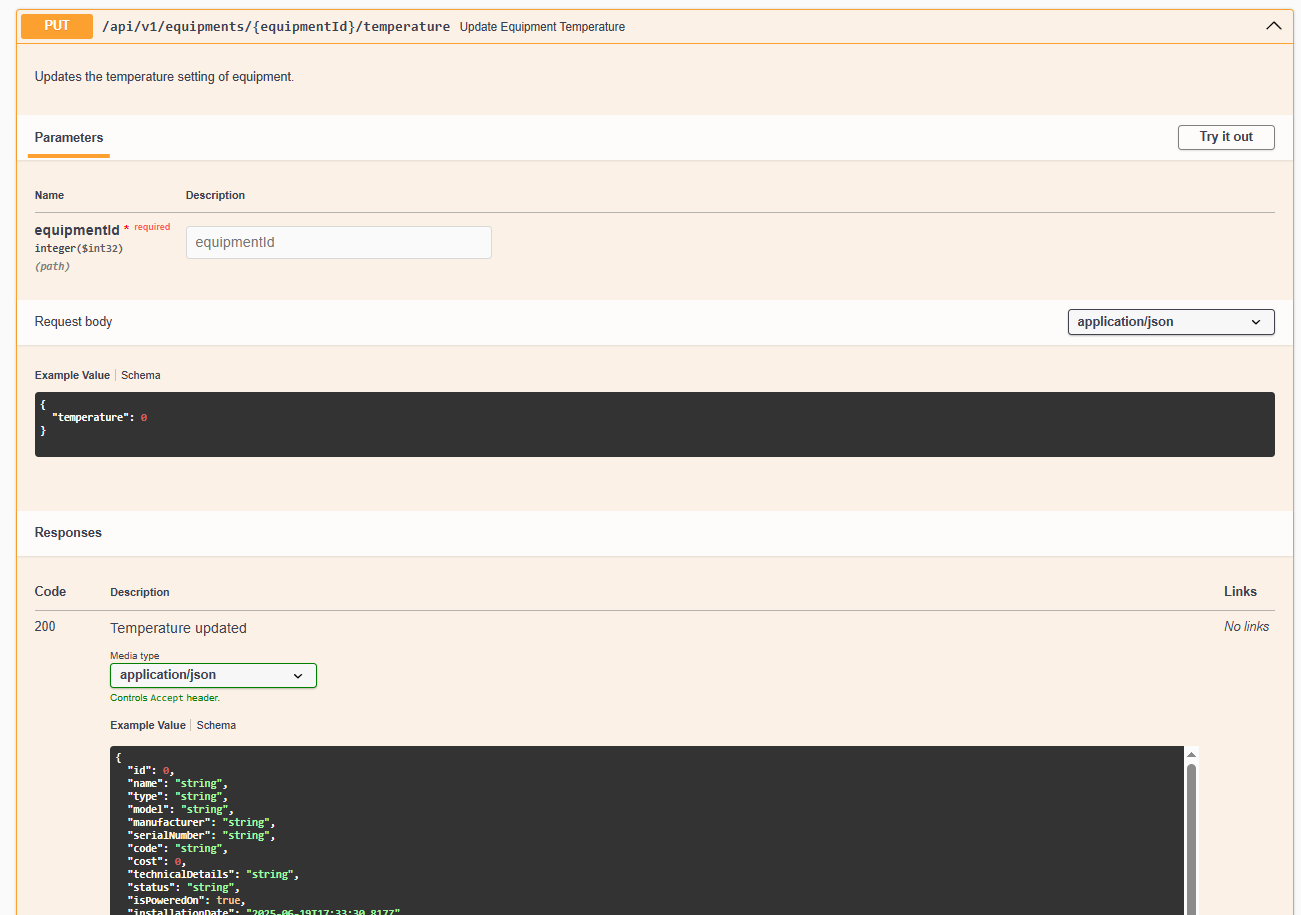 PUT /api/v1/equipments/{equipmentId}/temperature Update Equipment Temperature
Updates the temperature setting of equipment.
Parameters Try it out
Name Description
equipmentId * required
integer($int32)
(path)
equipmentId
Request body application/json
Example Value Schema
{
"temperature": 0
}
Responses
Code Description Links
200 Temperature updated No links
Media type
application/json
Controls Accept header.
Example Value Schema
{
"id": 0,
"name": "string",
"type": "string",
"model": "string",
"manufacturer": "string",
"serialNumber": "string",
"code": "string",
"cost": 0,
"technicalDetails": "string",
"status": "string",
"isPoweredOn": true,
"installationDate": "2025-06-19T17:33:30.817Z"